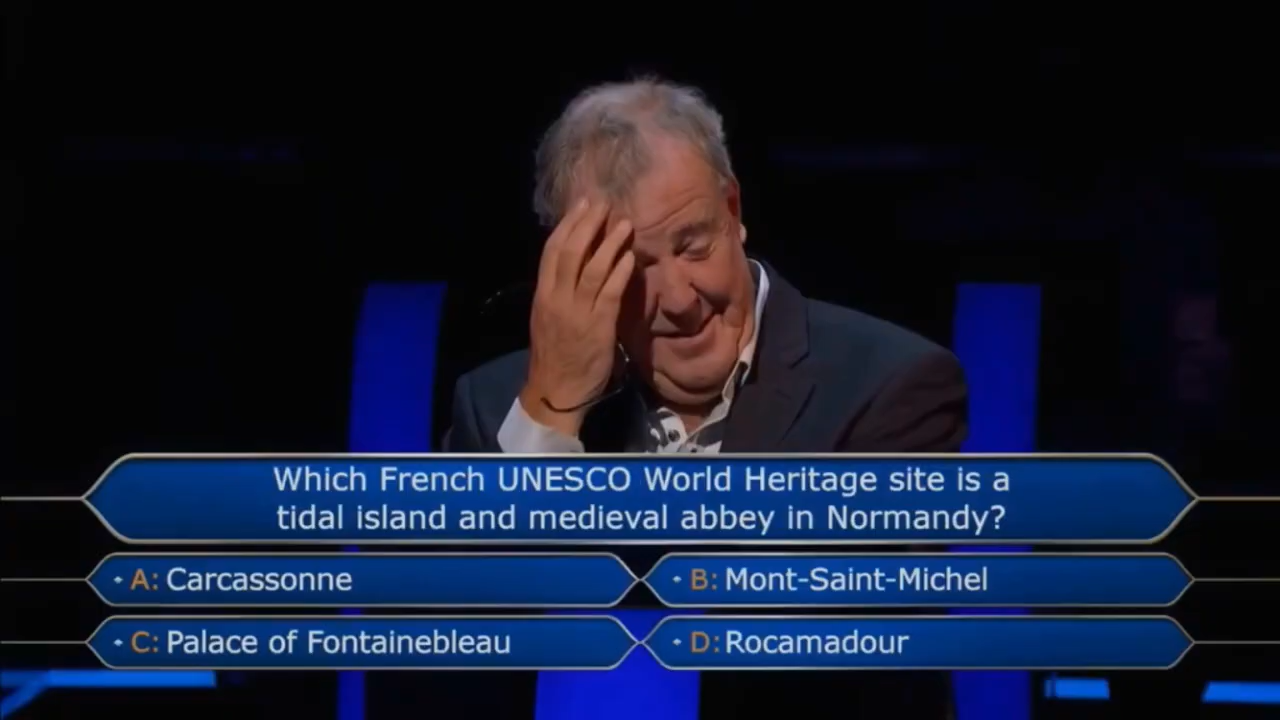 Which French UNESCO World Heritage site is a
tidal island and medieval abbey in Normandy?
A: Carcassonne
B: Mont-Saint-Michel
C: Palace of Fontainebleau
D: Rocamadour